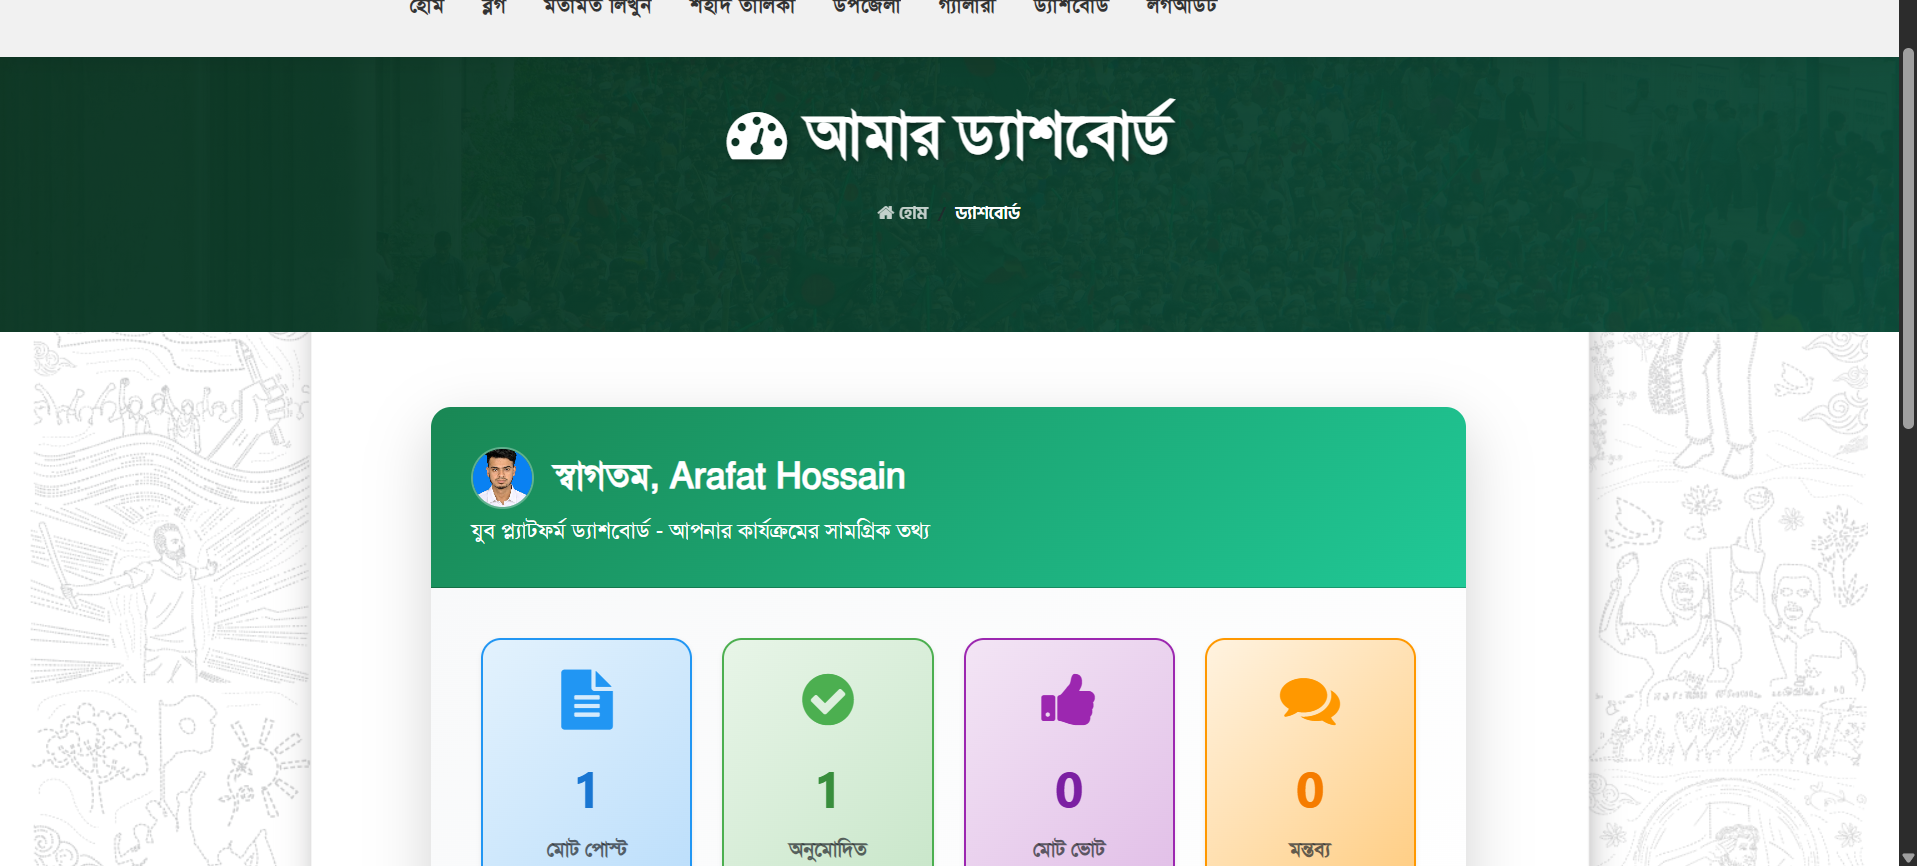 হোম ব্লগ মতামত লিখুন শহীদ তালিকা উপজেলা গ্যালারী ড্যাশবোর্ড লগআউট
আমার ড্যাশবোর্ড
হোম / ড্যাশবোর্ড
স্বাগতম, Arafat Hossain
যুব প্ল্যাটফর্ম ড্যাশবোর্ড - আপনার কার্যক্রমের সামগ্রিক তথ্য
1 1 0 0
মোট পোস্ট অনুমোদিত মোট ভোট মন্তব্য